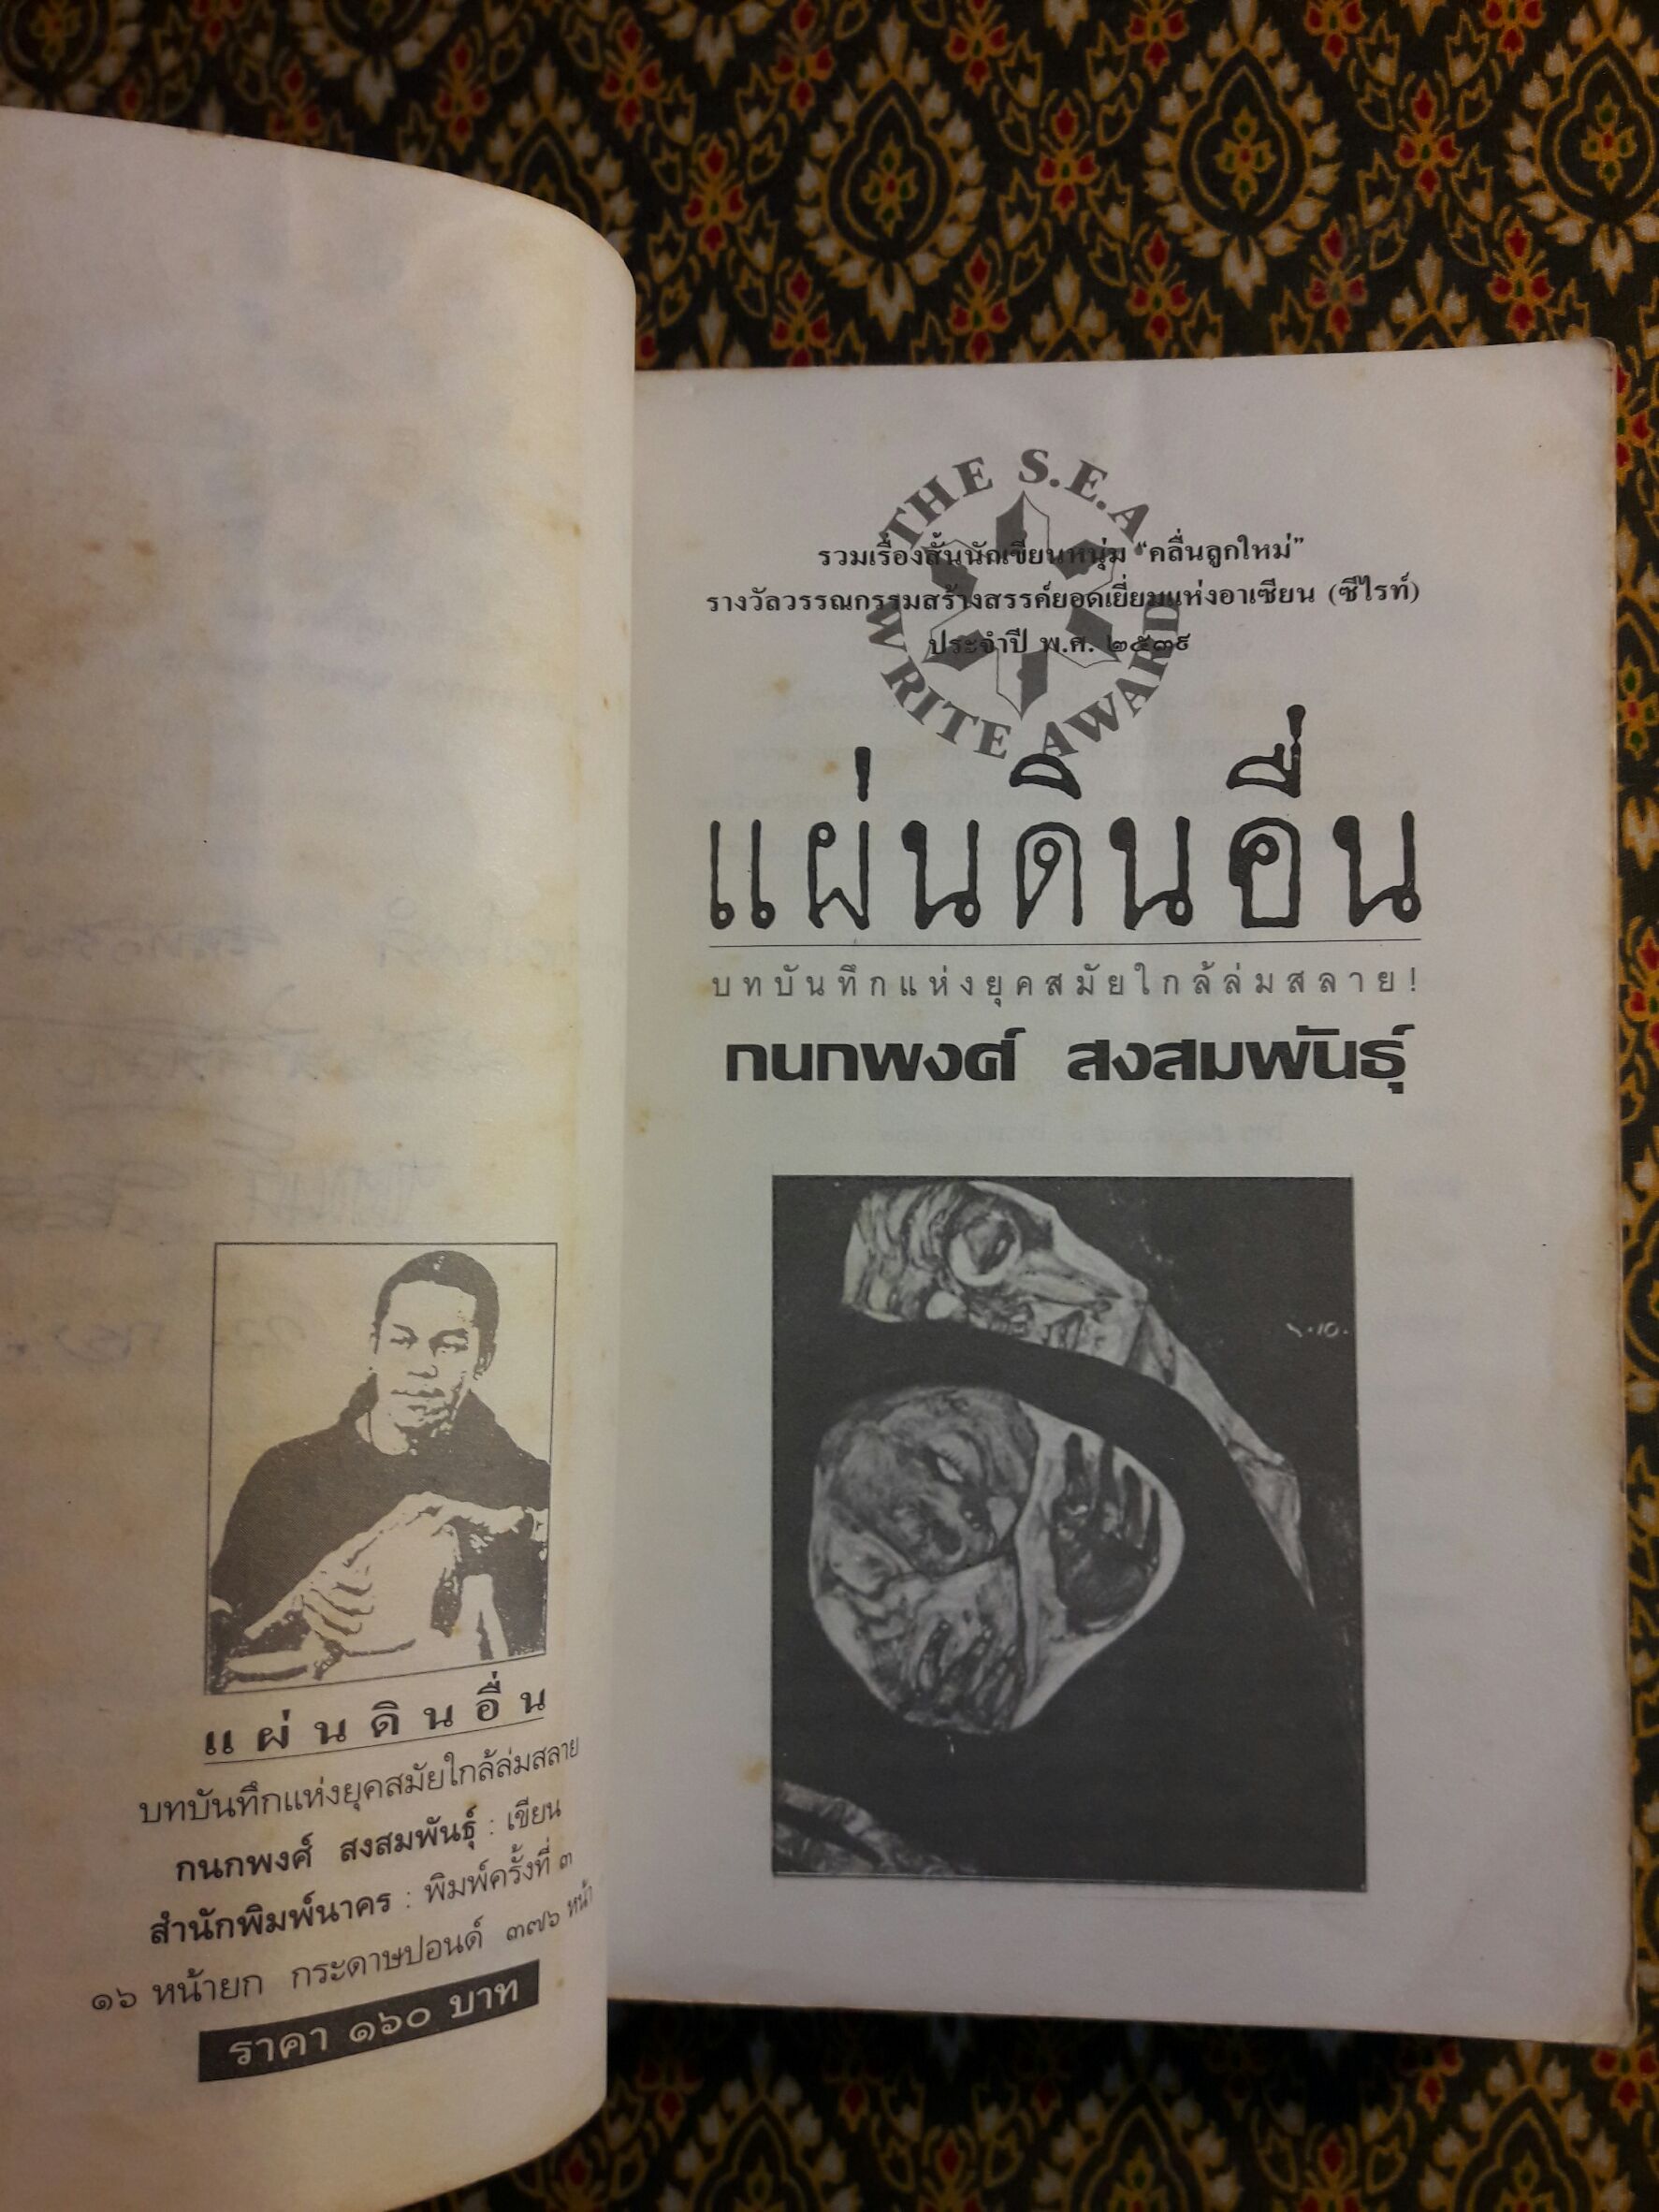 แผ่นดินอื่น
บทบันทึกแห่งยุคสมัยใกล้ล่มสลาย
กนกพงศ์ สงสมพันธุ์ : เขียน
สำนักพิมพ์นาคร : พิมพ์ครั้งที่ ๓
๑๖ หน้ายก กระดาษปอนด์ ๓๗๖ หน้า
ราคา ๑๖๐ บาท
THE S.E.A
WRITE AWARD
รวมเรื่องสั้นนักเขียนหนุ่ม “คลื่นลูกใหม่”
รางวัลวรรณกรรมสร้างสรรค์ยอดเยี่ยมแห่งอาเซียน (ซีไรท์)
ประจำปี พ.ศ. ๒๕๓๙
แผ่นดินอื่น
บทบันทึกแห่งยุคสมัยใกล้ล่มสลาย!
กนกพงศ์ สงสมพันธุ์